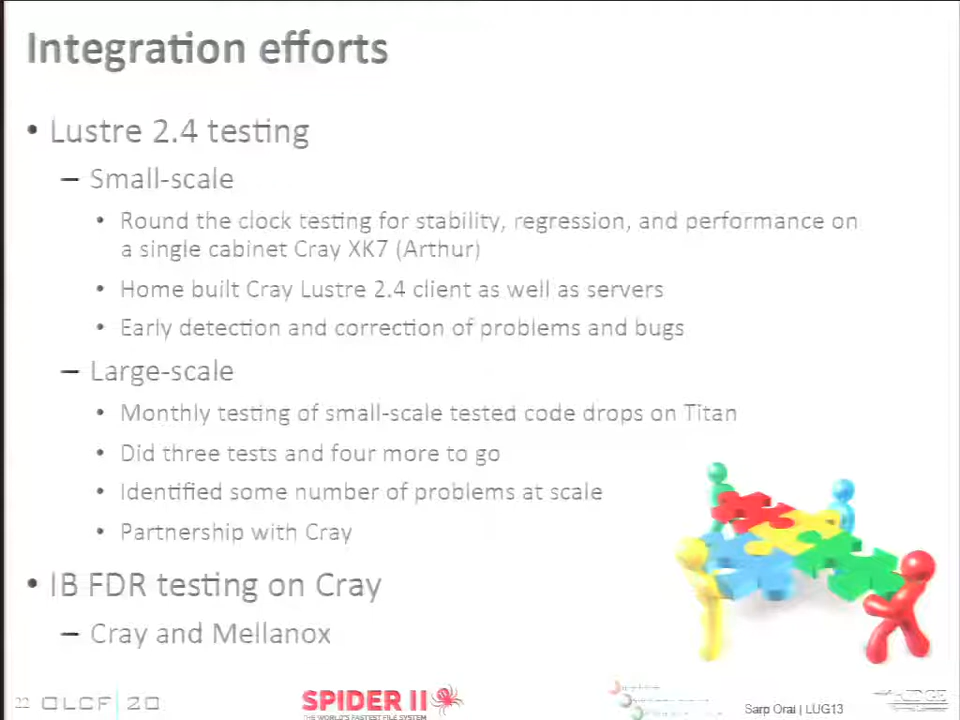 Integration efforts
• Lustre 2.4 testing
– Small-scale
• Round the clock testing for stability, regression, and performance on
a single cabinet Cray XK7 (Arthur)
• Home built Cray Lustre 2.4 client as well as servers
• Early detection and correction of problems and bugs
– Large-scale
• Monthly testing of small-scale tested code drops on Titan
• Did three tests and four more to go
• Identified some number of problems at scale
• Partnership with Cray
• IB FDR testing on Cray
– Cray and Mellanox
22 OLCF 20
SPIDER II
THE WORLD'S FASTEST FILE SYSTEM
Sarp Oral | LUG13